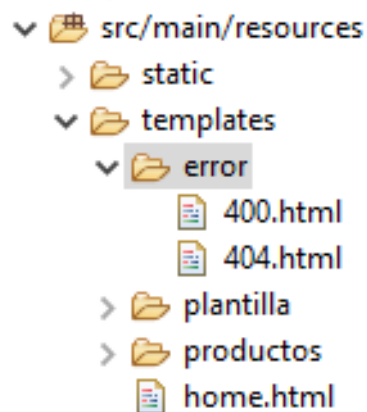 src/main/resources
static
templates
error
400.html
404.html
plantilla
productos
home.html